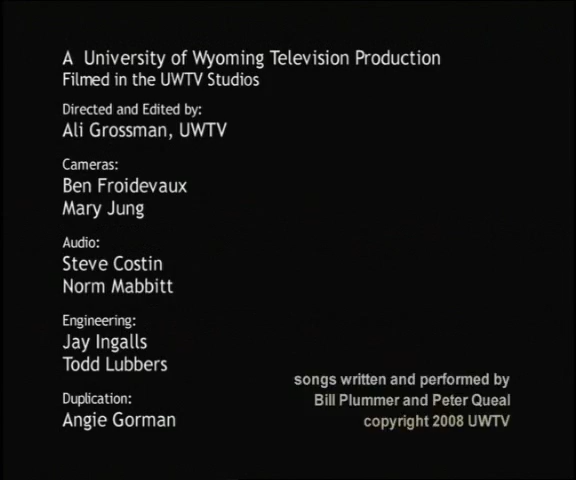 A University of Wyoming Television Production
Filmed in the UWTV Studios
Directed and Edited by:
Ali Grossman, UWTV
Cameras:
Ben Froidevaux
Mary Jung
Audio:
Steve Costin
Norm Mabbitt
Engineering:
Jay Ingalls
Todd Lubbers
Duplication:
Angie Gorman
songs written and performed by
Bill Plummer and Peter Queal
copyright 2008 UWTV